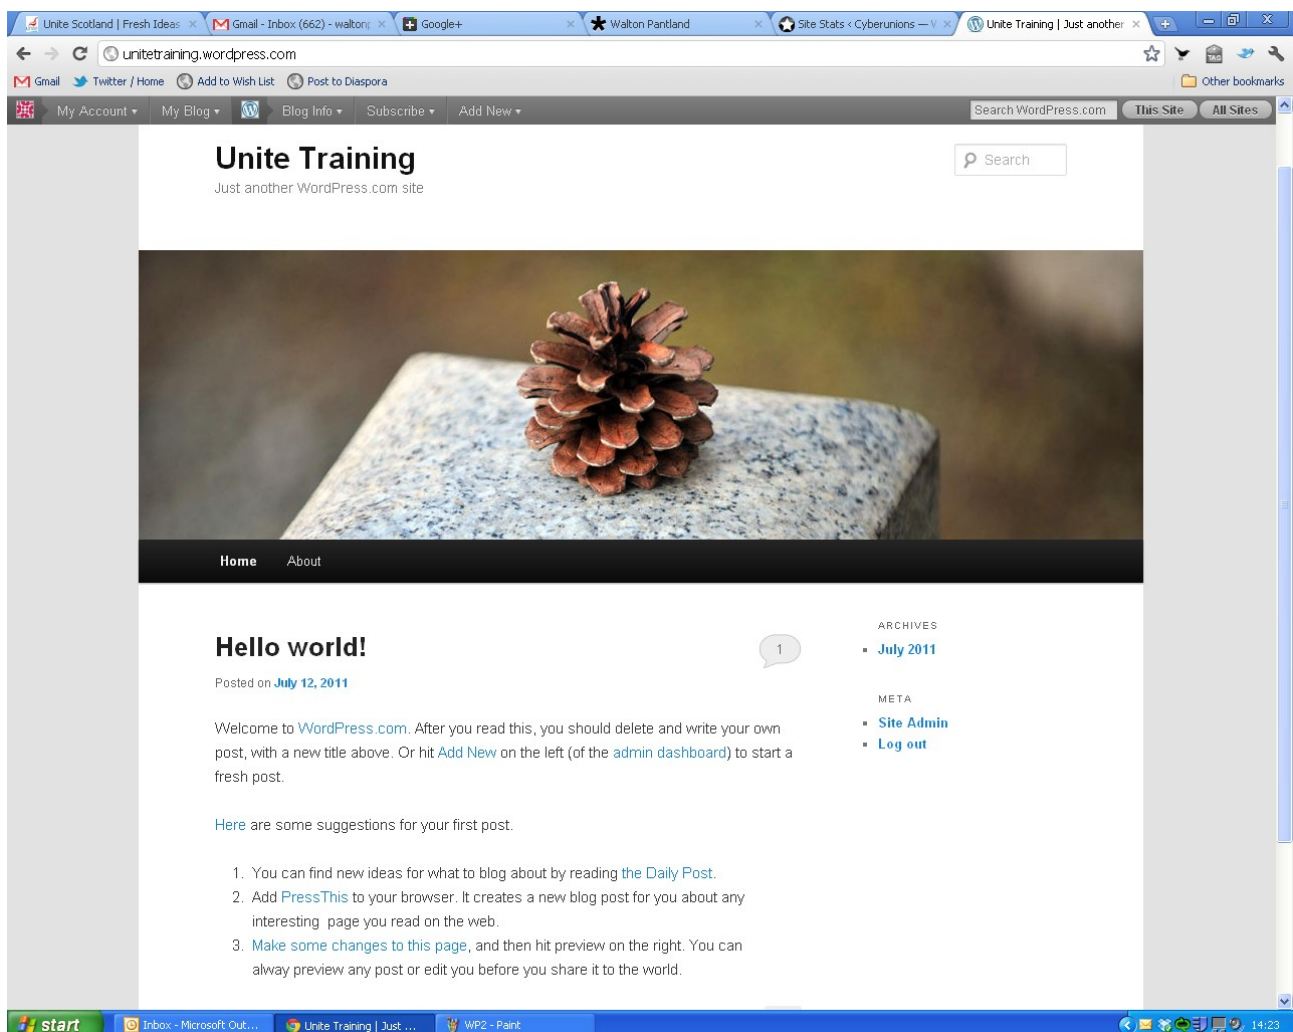 Unite Scotland | Fresh Ideas
Gmail - Inbox (662) - walton
Google+
Walton Pantland
Site Stats ‹ Cyberunions —
Unite Training | Just another
unitetraining.wordpress.com
Gmail
Twitter / Home
Add to Wish List
Post to Diaspora
Other bookmarks
TAG
My Account
My Blog
Blog Info
Subscribe
Add New
Search WordPress.com
This Site
All Sites
Unite Training
Search
Just another WordPress.com site
Home
About
Hello world!
1
Posted on July 12, 2011
Welcome to WordPress.com. After you read this, you should delete and write your own
post, with a new title above. Or hit Add New on the left (of the admin dashboard) to start a
fresh post.
Here are some suggestions for your first post.
1. You can find new ideas for what to blog about by reading the Daily Post.
2. Add PressThis to your browser. It creates a new blog post for you about any
interesting page you read on the web.
3. Make some changes to this page, and then hit preview on the right. You can
alway preview any post or edit you before you share it to the world.
ARCHIVES
July 2011
META
Site Admin
Log out
start
Inbox - Microsoft Out...
Unite Training | Just ...
WP2 - Paint
14:23